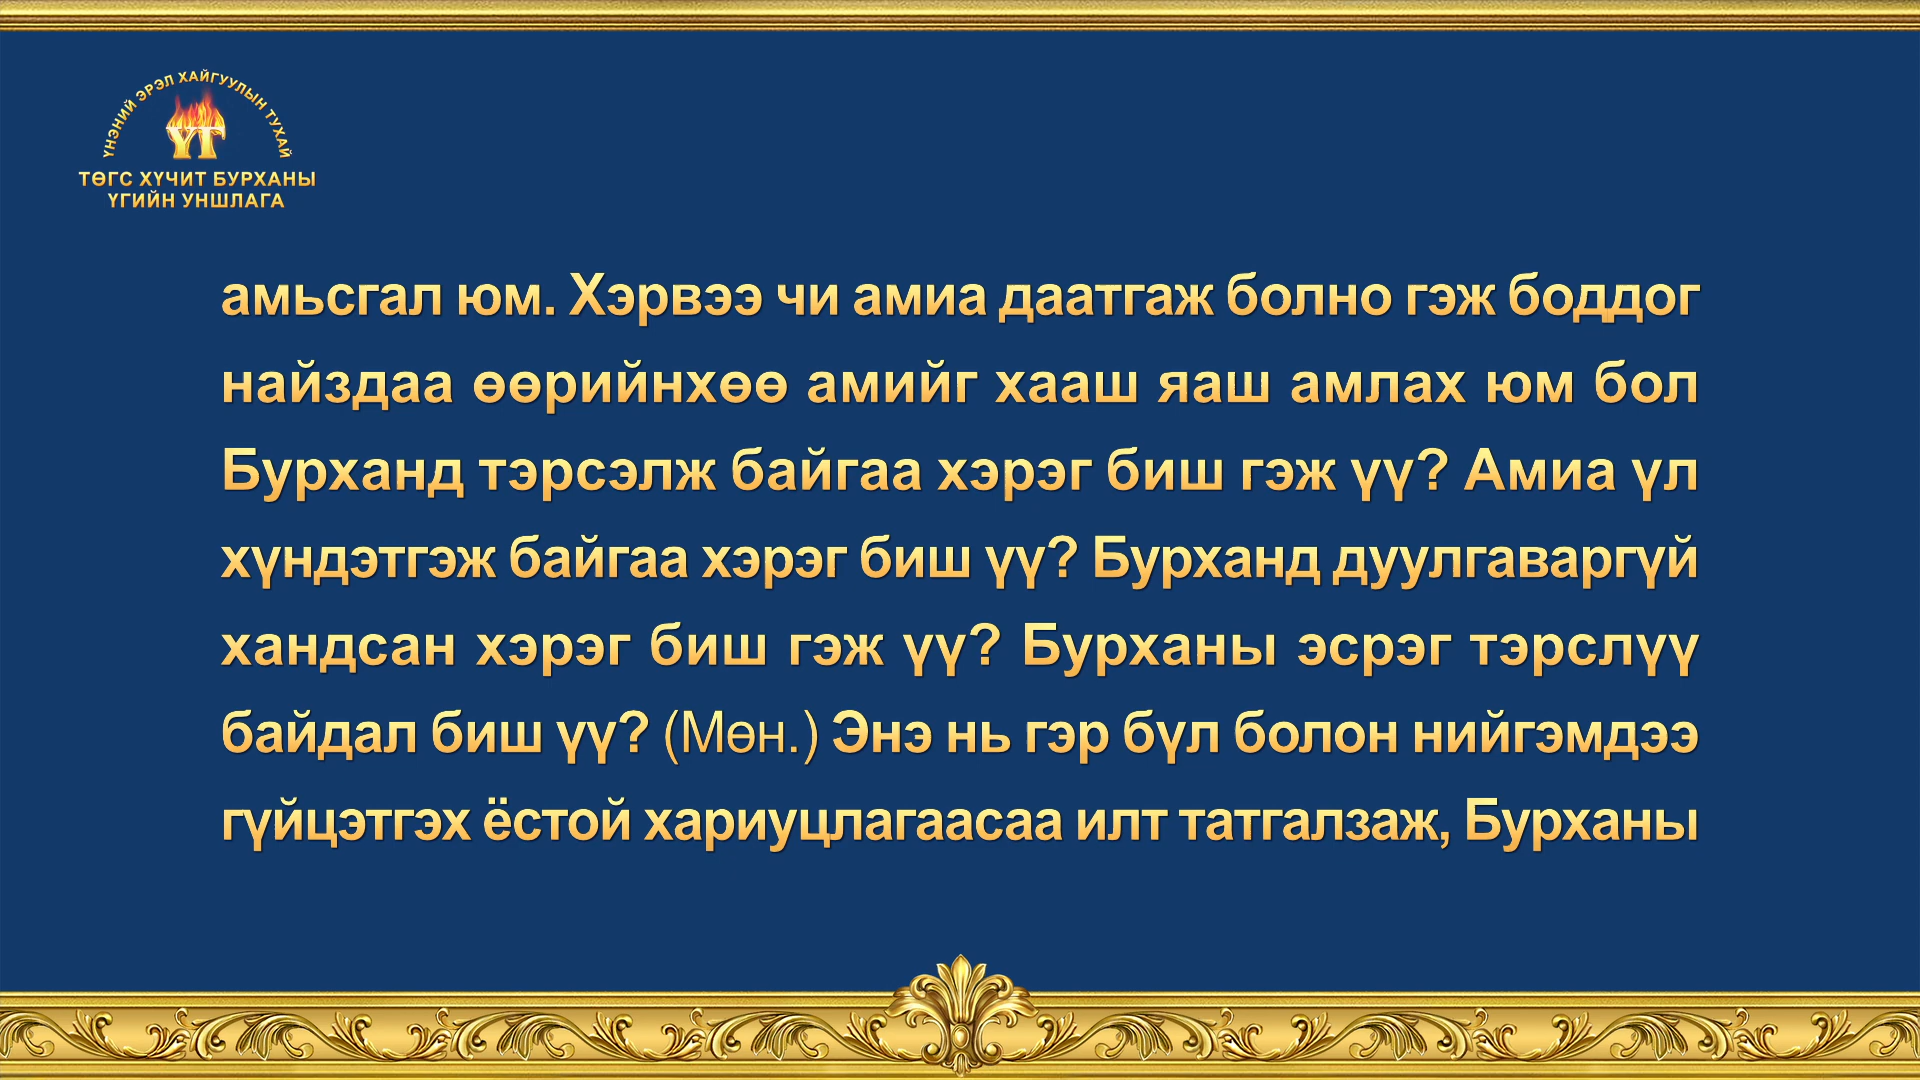 ҮНЭНИЙ ЭРЭЛ ХАЙГУУЛЫН ТУХАЙ
ҮГ
ТӨГС ХҮЧИТ БУРХАНЫ
ҮГИЙН УНШЛАГА
амьсгал юм. Хэрвээ чи амиа даатгаж болно гэж боддог
найздаа өөрийнхөө амийг хааш яаш амлах юм бол
Бурханд тэрсэлж байгаа хэрэг биш гэж үү? Амиа үл
хүндэтгэж байгаа хэрэг биш үү? Бурханд дуулгаваргүй
хандсан хэрэг биш гэж үү? Бурханы эсрэг тэрслүү
байдал биш үү? (Мөн.) Энэ нь гэр бүл болон нийгэмдээ
гүйцэтгэх ёстой хариуцлагаасаа илт татгалзаж, Бурханы